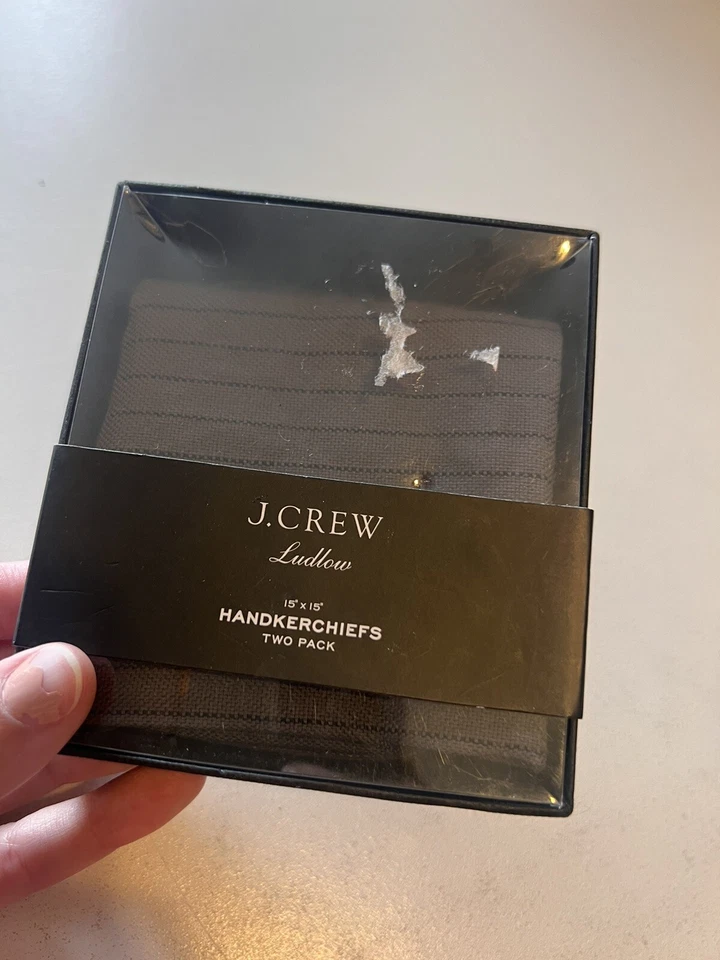 J.CREW
Ludlow
15" x 15"
HANDKERCHIEFS
TWO PACK